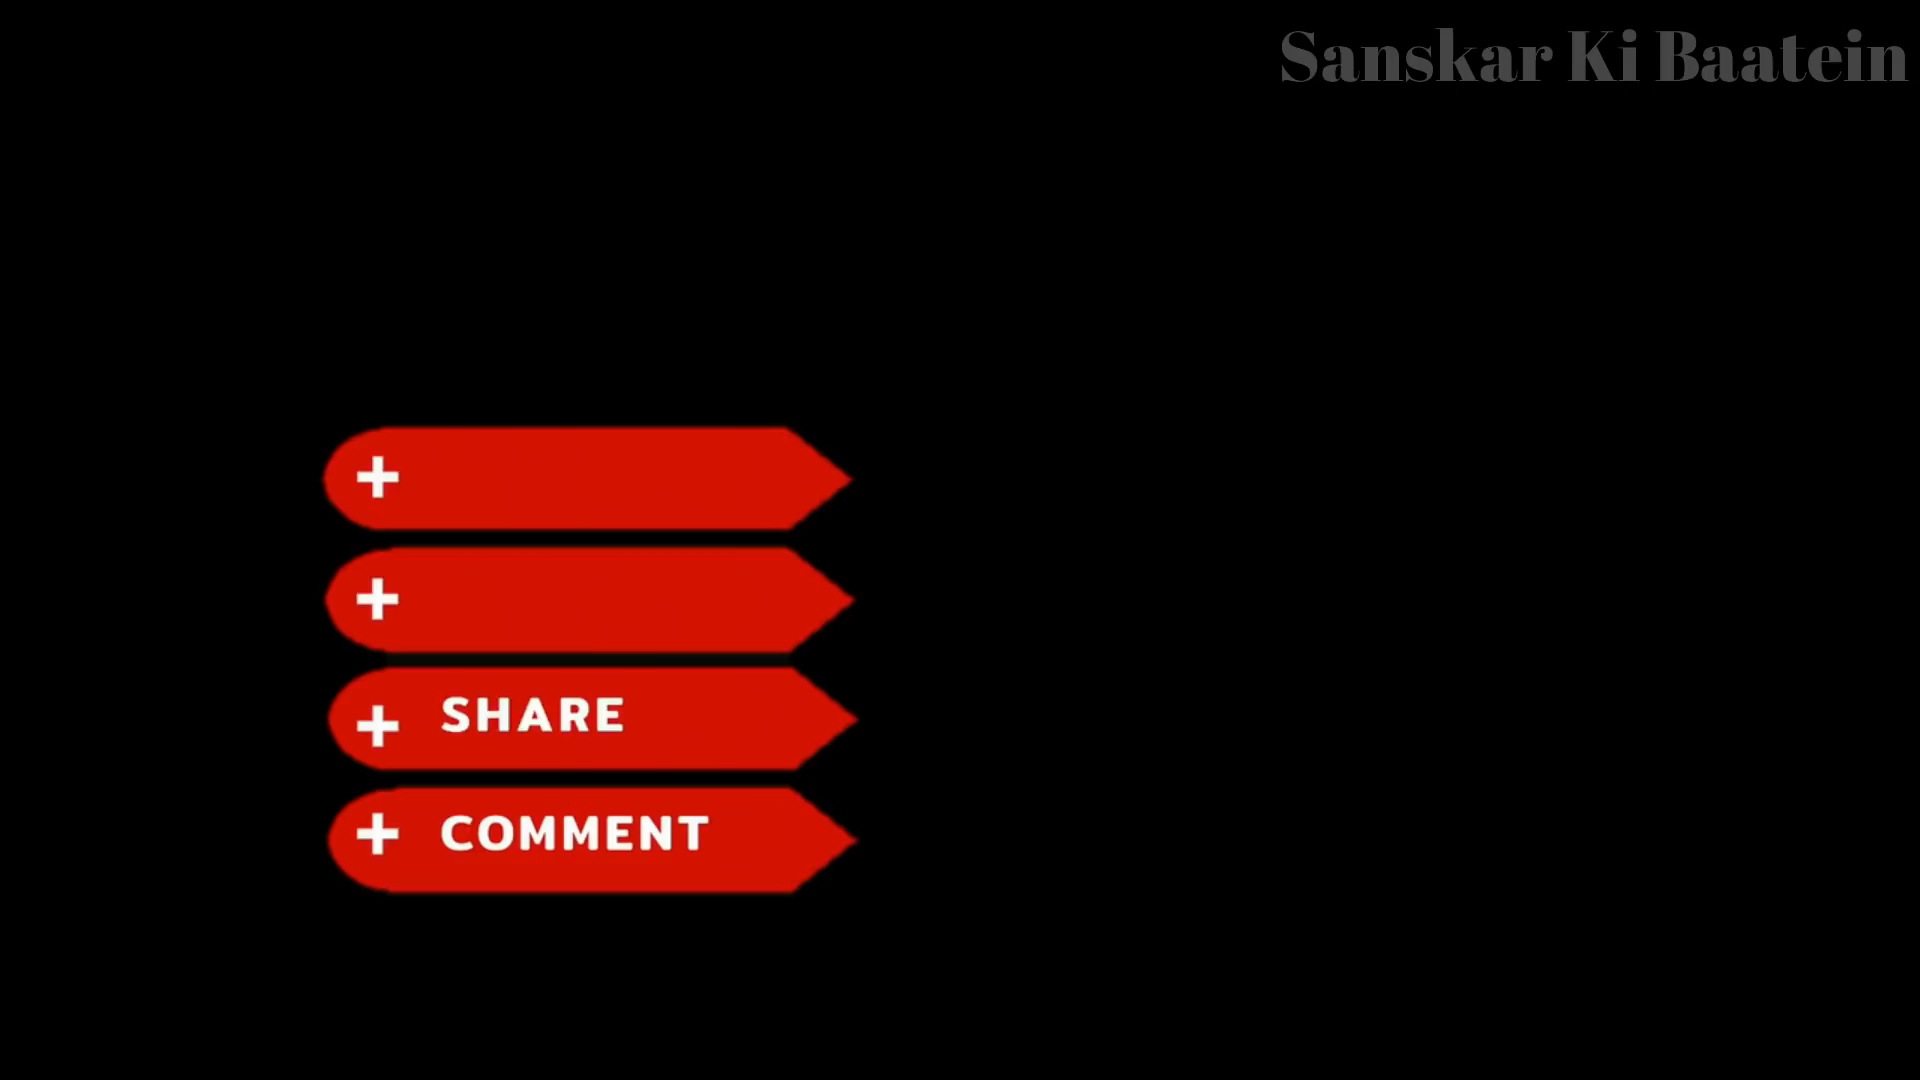 Sanskar Ki Baatein
+
+
+ SHARE
+ COMMENT